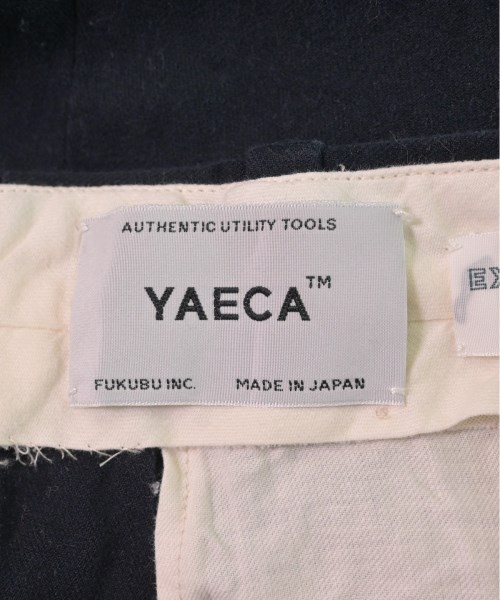 AUTHENTIC UTILITY TOOLS
YAECA™
FUKUBU INC. MADE IN JAPAN